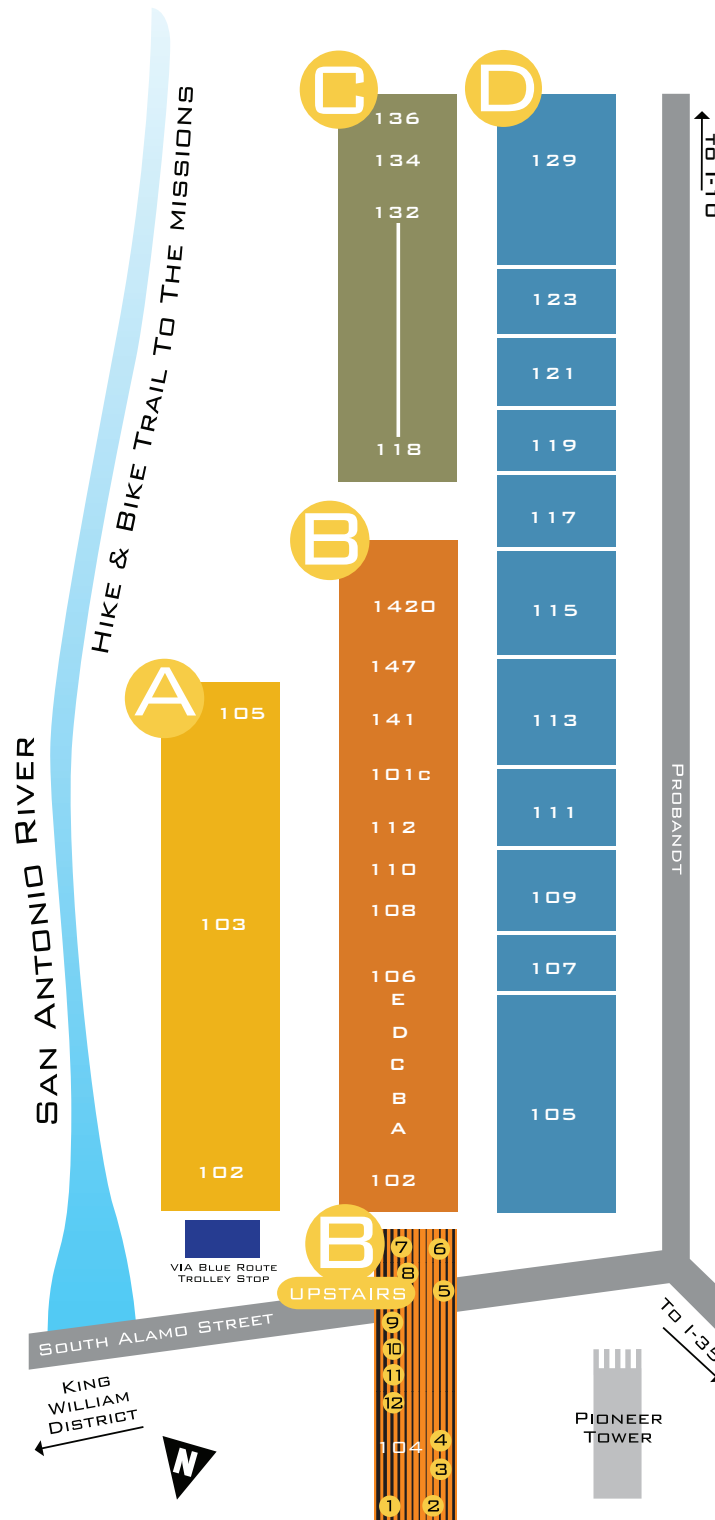 C
136
134
132
118
D
129
123
121
119
117
115
113
111
109
107
105
TO I-10
HIKE & BIKE TRAIL TO THE MISSIONS
SAN ANTONIO RIVER
A
105
103
102
B
1420
147
141
101c
112
110
108
106
E
D
C
B
A
102
PROBANDT
VIA BLUE ROUTE
TROLLEY STOP
B
UPSTAIRS
7
6
8
5
9
10
11
12
4
104
3
1
2
SOUTH ALAMO STREET
KING
WILLIAM
DISTRICT
N
TO I-35
PIONEER
TOWER